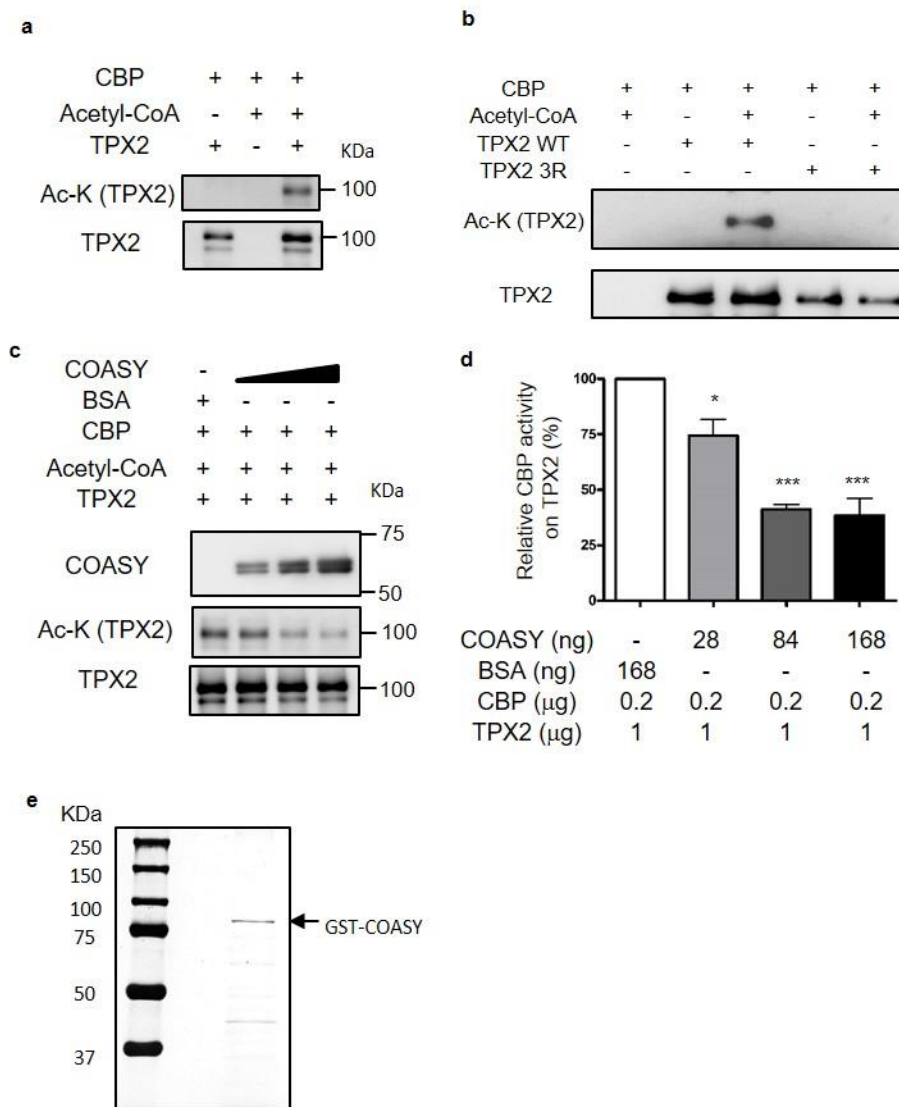 a
CBP + + +
Acetyl-CoA - + +
TPX2 + - +
KDa
Ac-K (TPX2) 100
TPX2 100
b
CBP + + + + +
Acetyl-CoA + - + - +
TPX2 WT - + + - -
TPX2 3R - - - + +
Ac-K (TPX2)
TPX2
c
COASY -
BSA + - - -
CBP + + + +
Acetyl-CoA + + + +
TPX2 + + + +
KDa
75
COASY
50
Ac-K (TPX2) 100
TPX2 100
d
Relative CBP activity
on TPX2 (%)
100
75
50
25
0
* *** ***
COASY (ng) - 28 84 168
BSA (ng) 168 - - -
CBP (μg) 0.2 0.2 0.2 0.2
TPX2 (μg) 1 1 1 1
e
KDa
250
150
100
75
50
37
GST-COASY